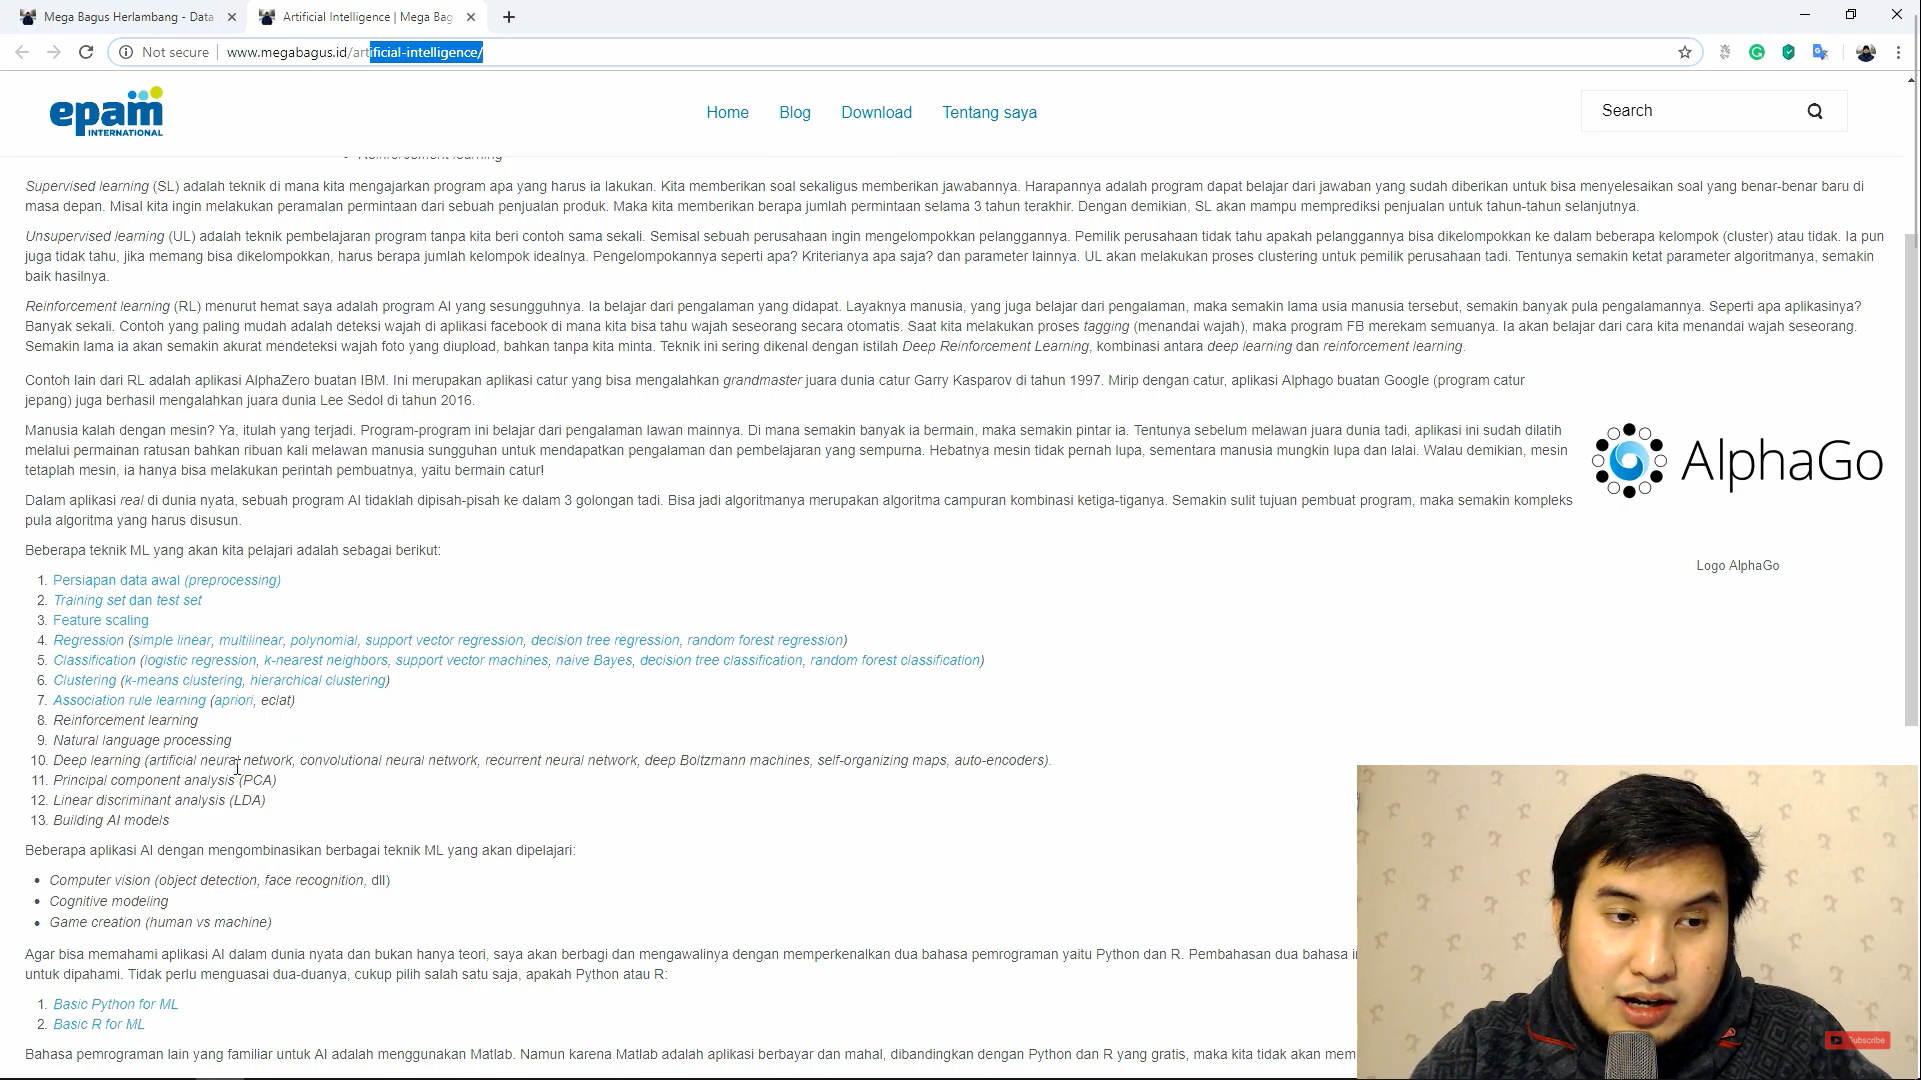 Mega Bagus Herlambang - Data
Artificial Intelligence | Mega Bag
Not secure
www.megabagus.id/artificial-intelligence/
epam
INTERNATIONAL
Home
Blog
Download
Tentang saya
Search
Reinforcement learning
Supervised learning (SL) adalah teknik di mana kita mengajarkan program apa yang harus ia lakukan. Kita memberikan soal sekaligus memberikan jawabannya. Harapannya adalah program dapat belajar dari jawaban yang sudah diberikan untuk bisa menyelesaikan soal yang benar-benar baru di
masa depan. Misal kita ingin melakukan peramalan permintaan dari sebuah penjualan produk. Maka kita memberikan berapa jumlah permintaan selama 3 tahun terakhir. Dengan demikian, SL akan mampu memprediksi penjualan untuk tahun-tahun selanjutnya.
Unsupervised learning (UL) adalah teknik pembelajaran program tanpa kita beri contoh sama sekali. Semisal sebuah perusahaan ingin mengelompokkan pelanggannya. Pemilik perusahaan tidak tahu apakah pelanggannya bisa dikelompokkan ke dalam beberapa kelompok (cluster) atau tidak. Ia pun
juga tidak tahu, jika memang bisa dikelompokkan, harus berapa jumlah kelompok idealnya. Pengelompokannya seperti apa? Kriterianya apa saja? dan parameter lainnya. UL akan melakukan proses clustering untuk pemilik perusahaan tadi. Tentunya semakin ketat parameter algoritmanya, semakin
baik hasilnya.
Reinforcement learning (RL) menurut hemat saya adalah program AI yang sesungguhnya. Ia belajar dari pengalaman yang didapat. Layaknya manusia, yang juga belajar dari pengalaman, maka semakin lama usia manusia tersebut, semakin banyak pula pengalamannya. Seperti apa aplikasinya?
Banyak sekali. Contoh yang paling mudah adalah deteksi wajah di aplikasi facebook di mana kita bisa tahu wajah seseorang secara otomatis. Saat kita melakukan proses tagging (menandai wajah), maka program FB merekam semuanya. Ia akan belajar dari cara kita menandai wajah seseorang.
Semakin lama ia akan semakin akurat mendeteksi wajah foto yang diupload, bahkan tanpa kita minta. Teknik ini sering dikenal dengan istilah Deep Reinforcement Learning, kombinasi antara deep learning dan reinforcement learning.
Contoh lain dari RL adalah aplikasi AlphaZero buatan IBM. Ini merupakan aplikasi catur yang bisa mengalahkan grandmaster juara dunia catur Garry Kasparov di tahun 1997. Mirip dengan catur, aplikasi Alphago buatan Google (program catur
jepang) juga berhasil mengalahkan juara dunia Lee Sedol di tahun 2016.
Manusia kalah dengan mesin? Ya, itulah yang terjadi. Program-program ini belajar dari pengalaman lawan mainnya. Di mana semakin banyak ia bermain, maka semakin pintar ia. Tentunya sebelum melawan juara dunia tadi, aplikasi ini sudah dilatih
melalui permainan ratusan bahkan ribuan kali melawan manusia sungguhan untuk mendapatkan pengalaman dan pembelajaran yang sempurna. Hebatnya mesin tidak pernah lupa, sementara manusia mungkin lupa dan lalai. Walau demikian, mesin
tetaplah mesin, ia hanya bisa melakukan perintah pembuatnya, yaitu bermain catur!
AlphaGo
Dalam aplikasi real di dunia nyata, sebuah program AI tidaklah dipisah-pisah ke dalam 3 golongan tadi. Bisa jadi algoritmanya merupakan algoritma campuran kombinasi ketiga-tiganya. Semakin sulit tujuan pembuat program, maka semakin kompleks
pula algoritma yang harus disusun.
Logo AlphaGo
Beberapa teknik ML yang akan kita pelajari adalah sebagai berikut:
1. Persiapan data awal (preprocessing)
2. Training set dan test set
3. Feature scaling
4. Regression (simple linear, multilinear, polynomial, support vector regression, decision tree regression, random forest regression)
5. Classification (logistic regression, k-nearest neighbors, support vector machines, naive Bayes, decision tree classification, random forest classification)
6. Clustering (k-means clustering, hierarchical clustering)
7. Association rule learning (apriori, eclat)
8. Reinforcement learning
9. Natural language processing
10. Deep learning (artificial neural network, convolutional neural network, recurrent neural network, deep Boltzmann machines, self-organizing maps, auto-encoders).
11. Principal component analysis (PCA)
12. Linear discriminant analysis (LDA)
13. Building AI models
Beberapa aplikasi AI dengan mengombinasikan berbagai teknik ML yang akan dipelajari:
Computer vision (object detection, face recognition, dll)
Cognitive modeling
Game creation (human vs machine)
Agar bisa memahami aplikasi AI dalam dunia nyata dan bukan hanya teori, saya akan berbagi dan mengawalinya dengan memperkenalkan dua bahasa pemrograman yaitu Python dan R. Pembahasan dua bahasa
untuk dipahami. Tidak perlu menguasai dua-duanya, cukup pilih salah satu saja, apakah Python atau R:
1. Basic Python for ML
2. Basic R for ML
Bahasa pemrograman lain yang familiar untuk AI adalah menggunakan Matlab. Namun karena Matlab adalah aplikasi berbayar dan mahal, dibandingkan dengan Python dan R yang gratis, maka kita tidak akan
Subscribe